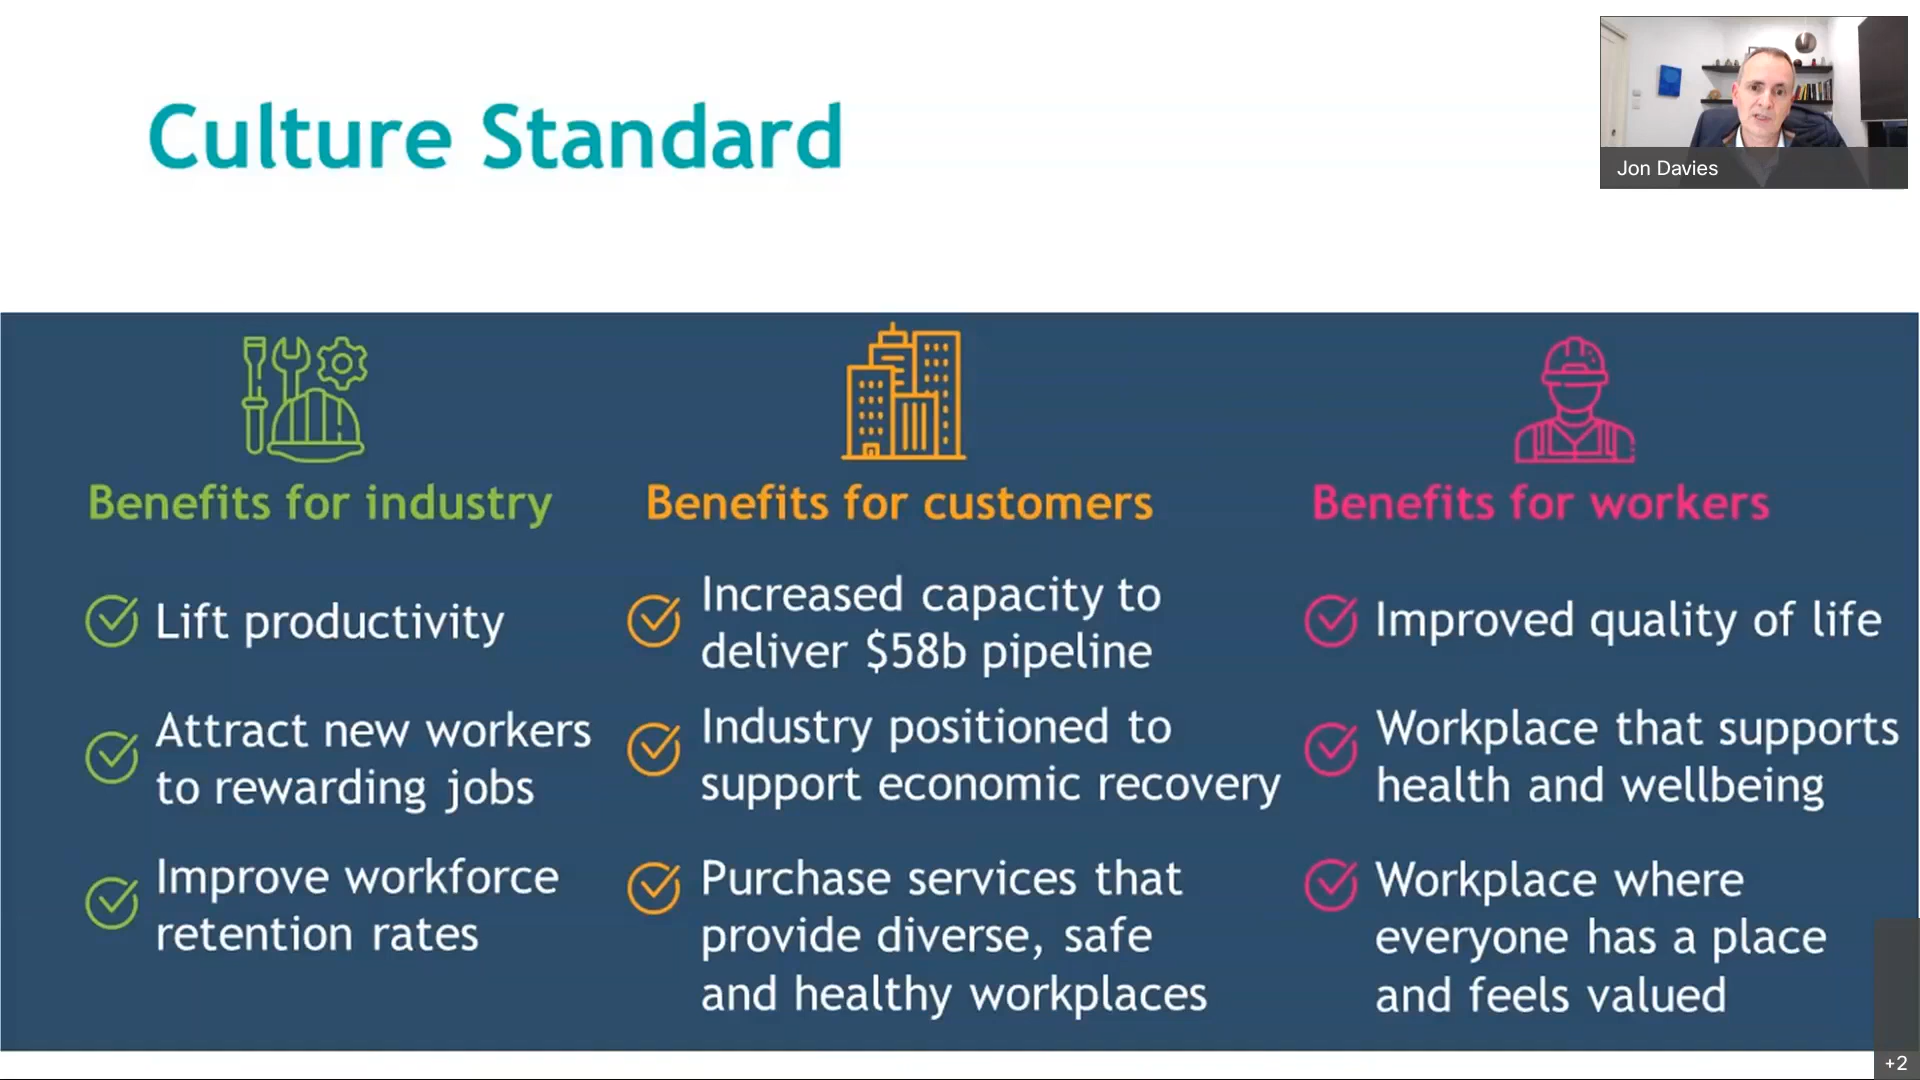 Culture Standard
Jon Davies
Benefits for industry
Lift productivity
Attract new workers
to rewarding jobs
Improve workforce
retention rates
Benefits for customers
Increased capacity to
deliver $58b pipeline
Industry positioned to
support economic recovery
Purchase services that
provide diverse, safe
and healthy workplaces
Benefits for workers
Improved quality of life
Workplace that supports
health and wellbeing
Workplace where
everyone has a place
and feels valued
+2